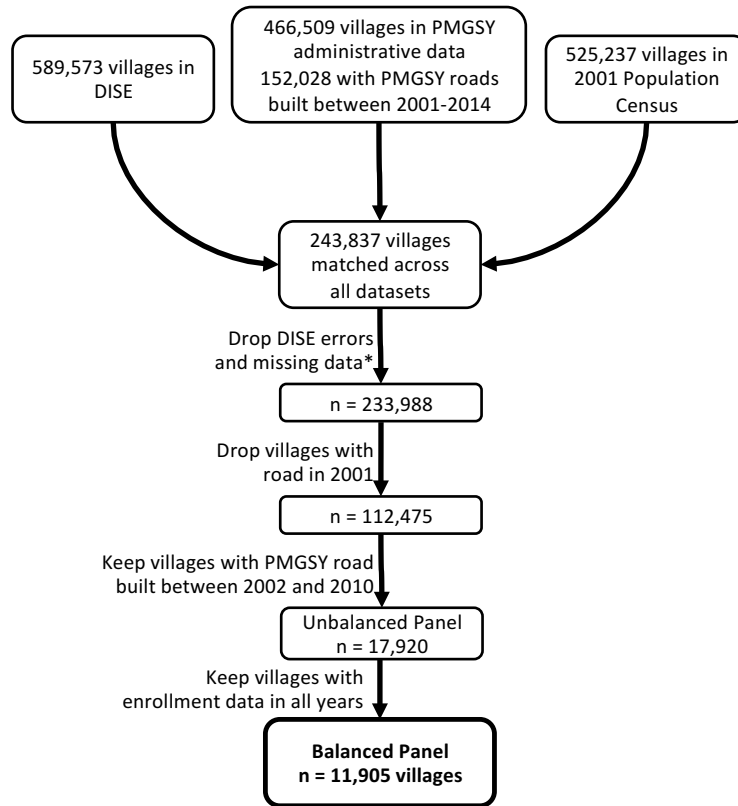 589,573 villages in
DISE
466,509 villages in PMGSY
administrative data
152,028 with PMGSY roads
built between 2001-2014
525,237 villages in
2001 Population
Census
243,837 villages
matched across
all datasets
Drop DISE errors
and missing data*
n = 233,988
Drop villages with
road in 2001
n = 112,475
Keep villages with PMGSY road
built between 2002 and 2010
Unbalanced Panel
n = 17,920
Keep villages with
enrollment data in all years
Balanced Panel
n = 11,905 villages